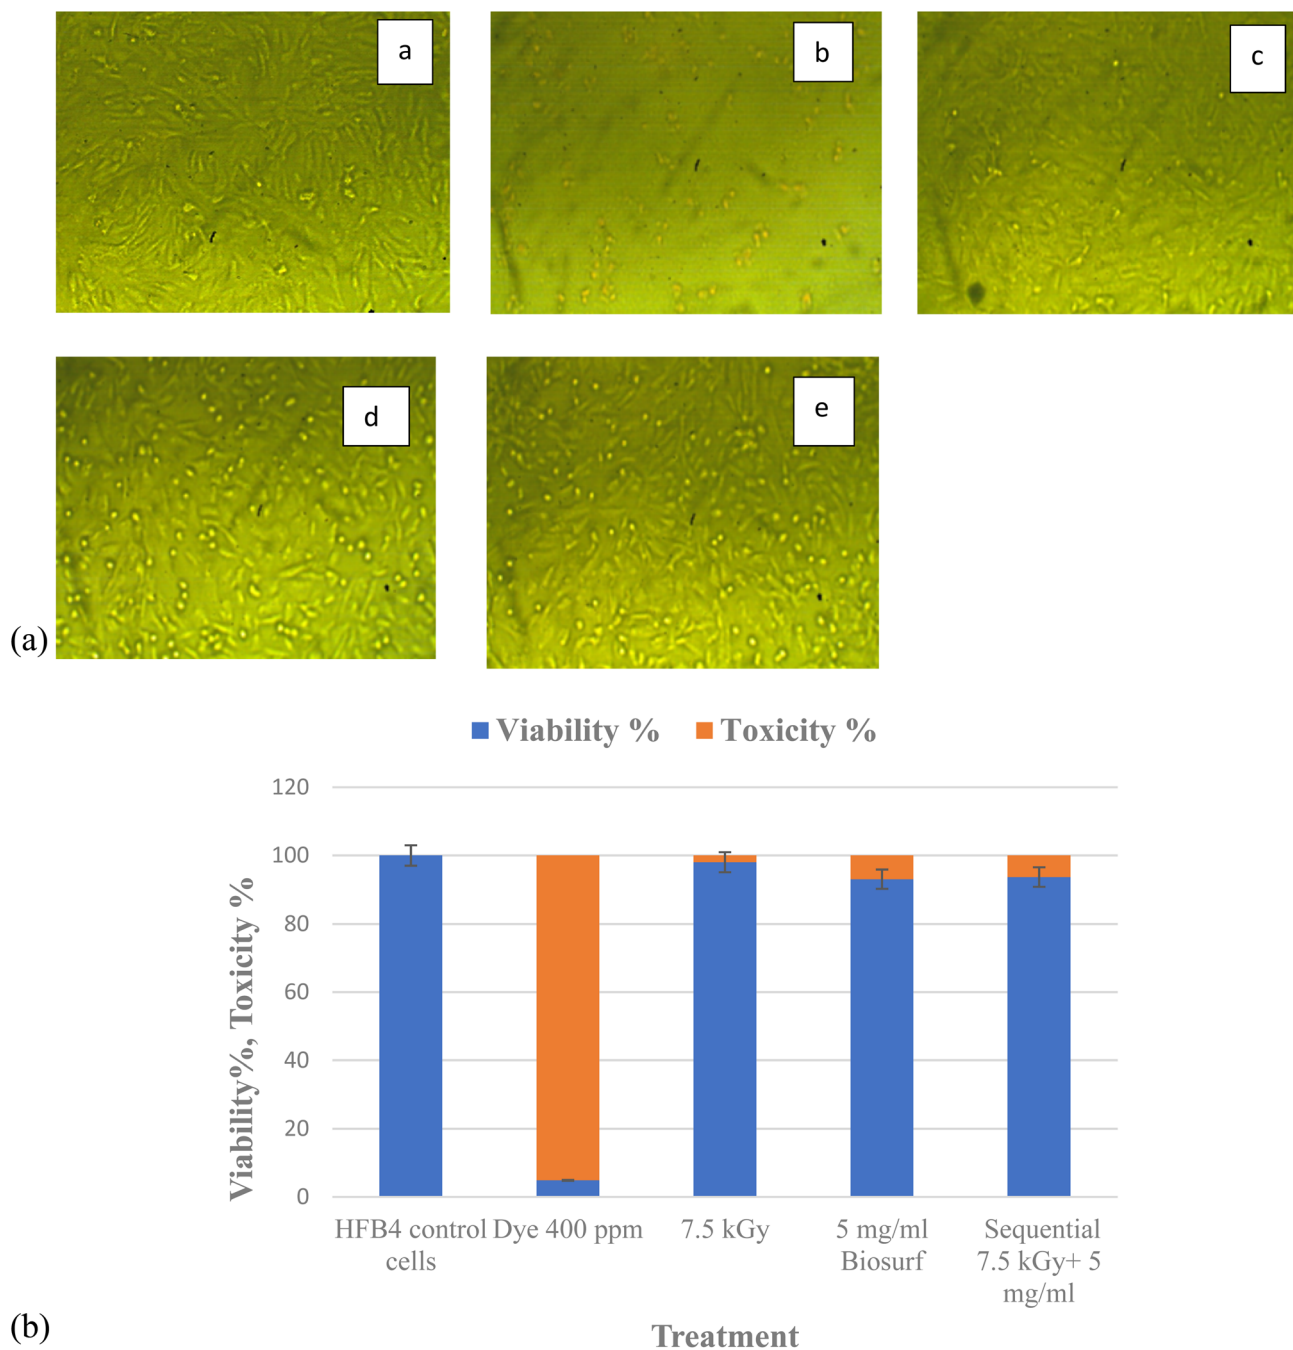 a
b
c
d
e
(a)
Viability % Toxicity %
120
100
80
60
40
20
0
Viability%, Toxicity %
HFB4 control cells
Dye 400 ppm
7.5 kGy
5 mg/ml
Biosurf
Sequential
7.5 kGy+ 5
mg/ml
Treatment
(b)